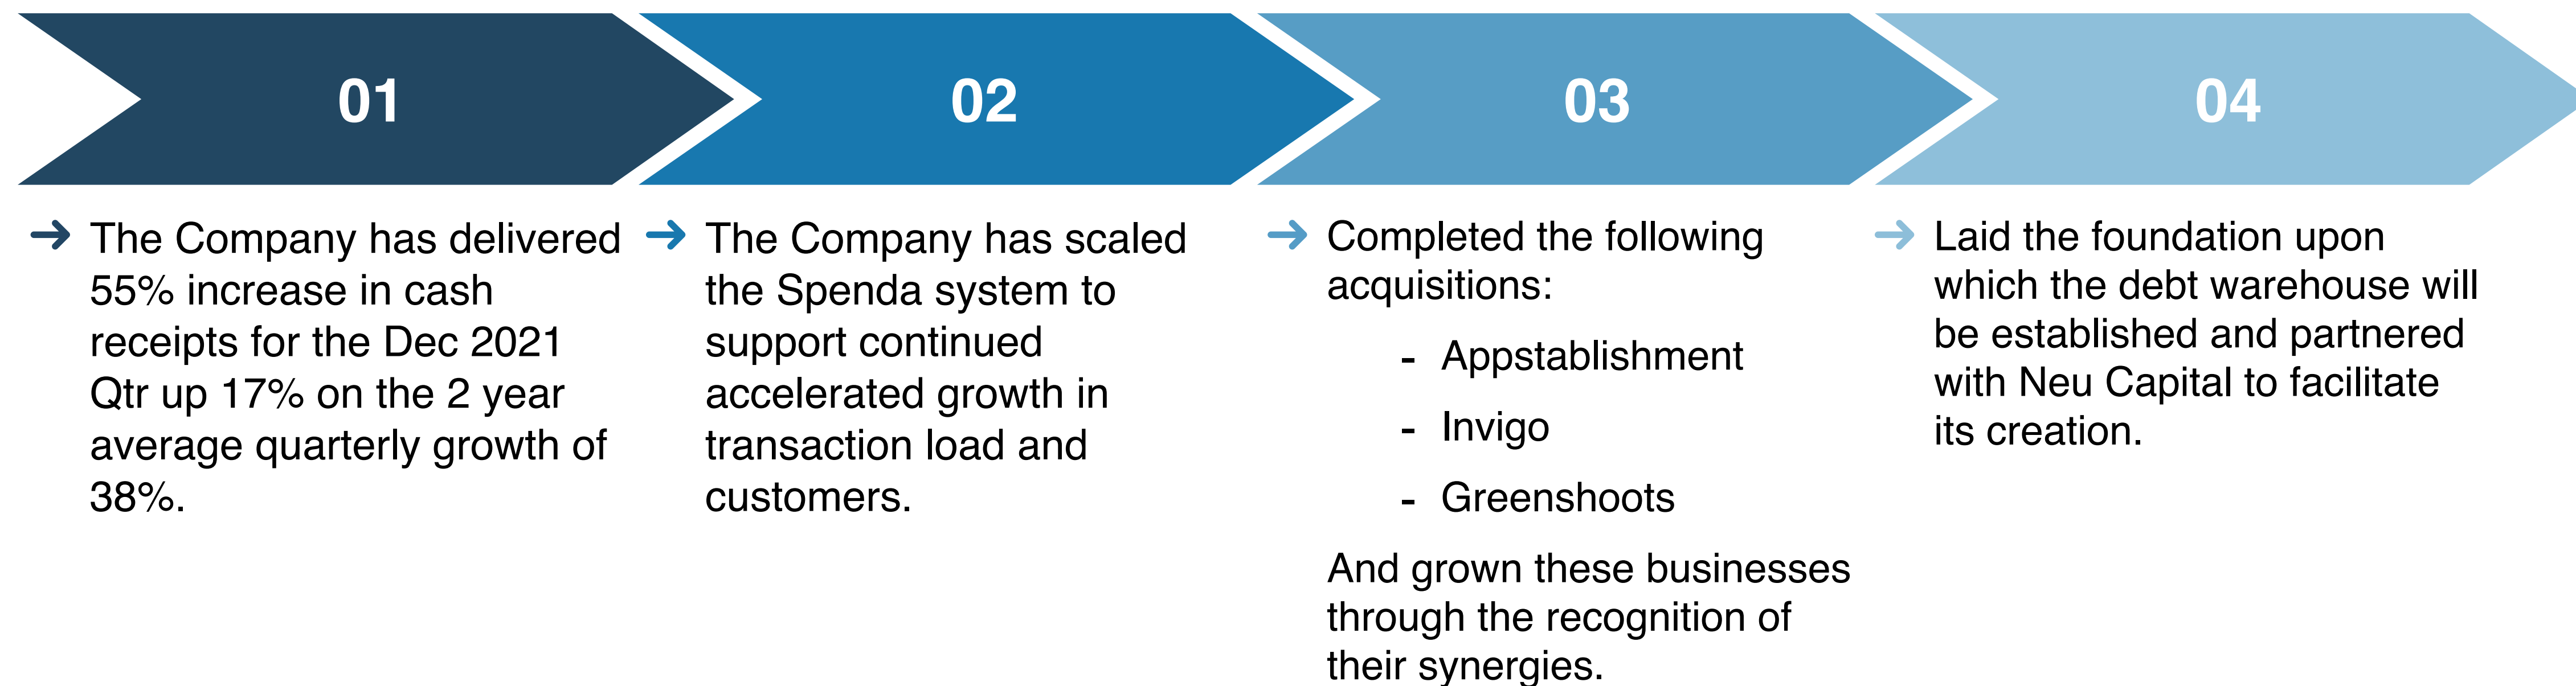 01
The Company has delivered
55% increase in cash
receipts for the Dec 2021
Qtr up 17% on the 2 year
average quarterly growth of
38%.
02
The Company has scaled
the Spenda system to
support continued
accelerated growth in
transaction load and
customers.
03
Completed the following
acquisitions:
- Appstablishment
- Invigo
- Greenshoots
And grown these businesses
through the recognition of
their synergies.
04
Laid the foundation upon
which the debt warehouse will
be established and partnered
with Neu Capital to facilitate
its creation.